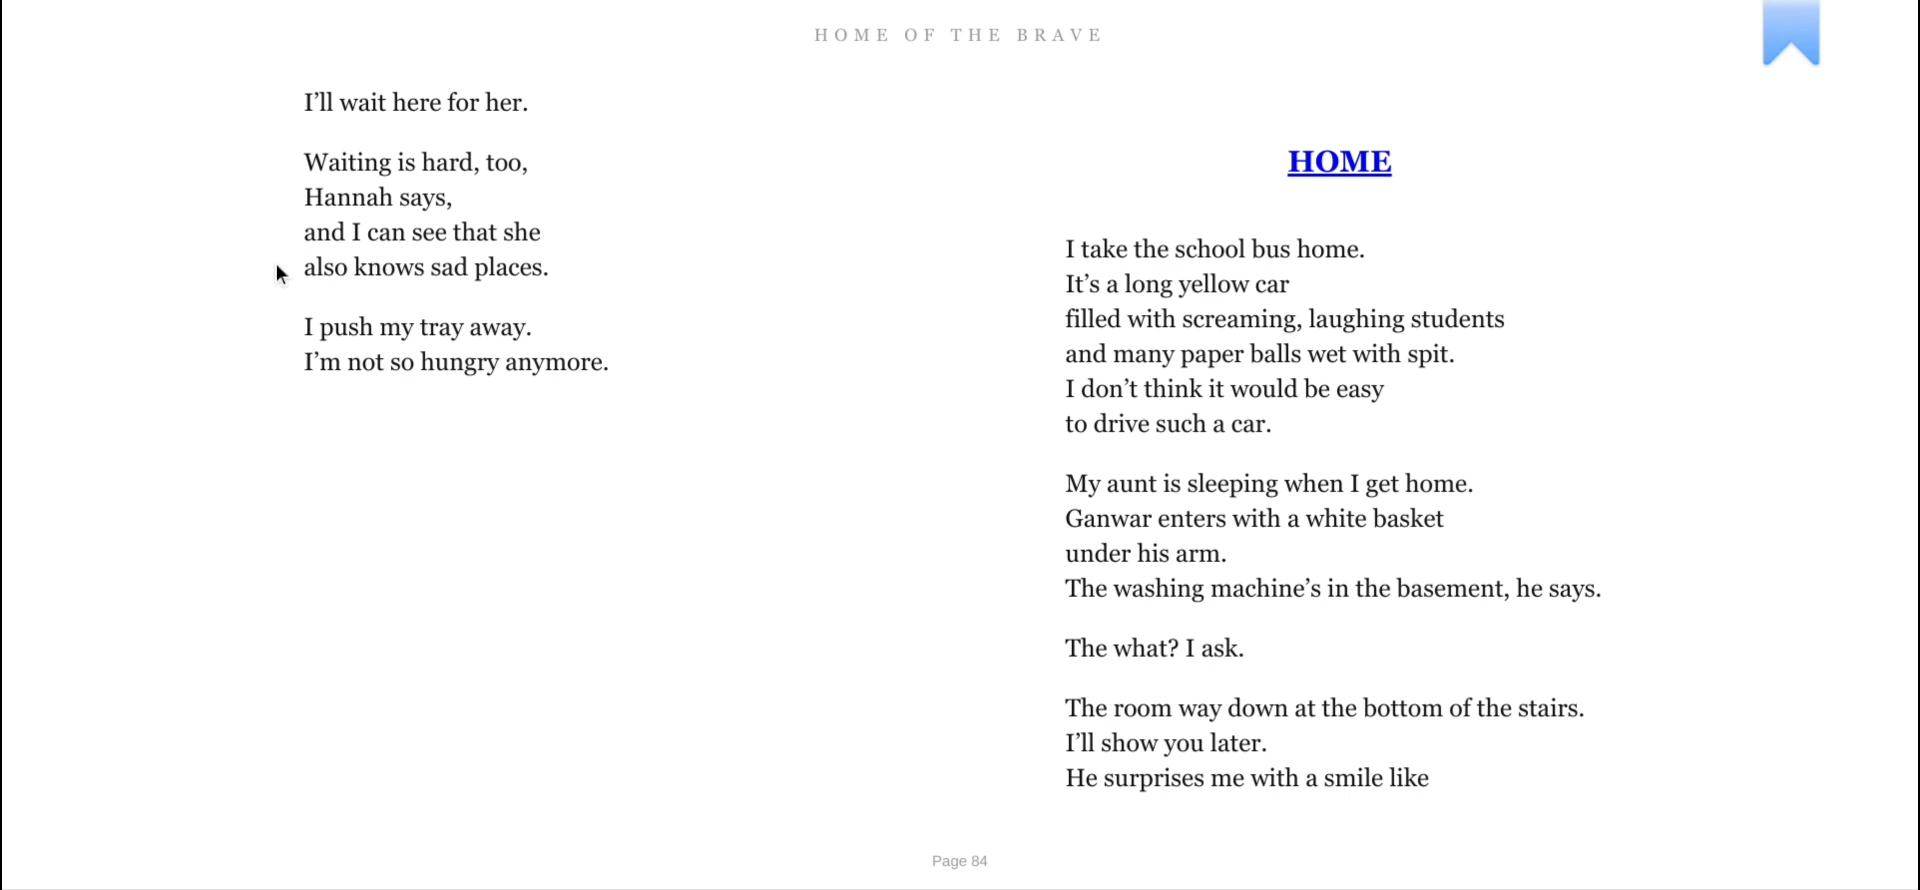 HOME OF THE BRAVE
I’ll wait here for her.
Waiting is hard, too,
Hannah says,
and I can see that she
also knows sad places.
I push my tray away.
I’m not so hungry anymore.
HOME
I take the school bus home.
It’s a long yellow car
filled with screaming, laughing students
and many paper balls wet with spit.
I don’t think it would be easy
to drive such a car.
My aunt is sleeping when I get home.
Ganwar enters with a white basket
under his arm.
The washing machine’s in the basement, he says.
The what? I ask.
The room way down at the bottom of the stairs.
I’ll show you later.
He surprises me with a smile like
Page 84